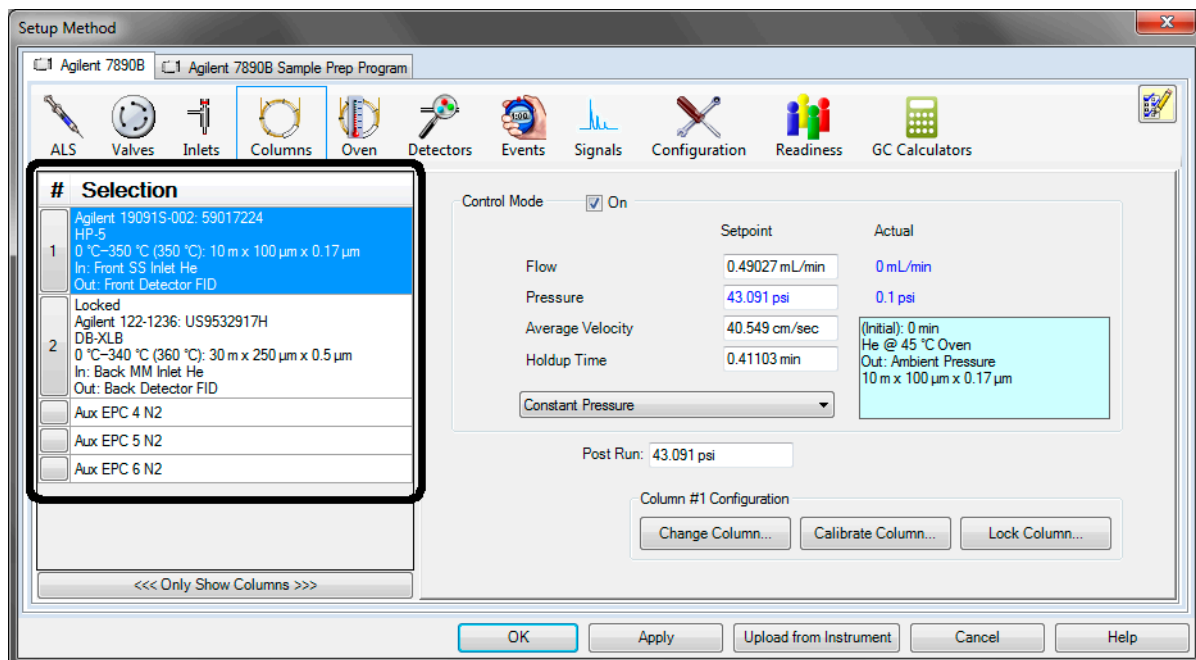 Setup Method
Agilent 7890B
Agilent 7890B Sample Prep Program
ALS
Valves
Inlets
Columns
Oven
Detectors
Events
Signals
Configuration
Readiness
GC Calculators
# Selection
1
Agilent 19091S-002: 59017224
HP-5
0 °C-350 °C (350 °C): 10 m x 100 µm x 0.17 µm
In: Front SS Inlet He
Out: Front Detector FID
2
Locked
Agilent 122-1236: US9532917H
DB-XLB
0 °C-340 °C (360 °C): 30 m x 250 µm x 0.5 µm
In: Back MM Inlet He
Out: Back Detector FID
Aux EPC 4 N2
Aux EPC 5 N2
Aux EPC 6 N2
<<< Only Show Columns >>>
Control Mode On
Setpoint Actual
Flow 0.49027 mL/min 0 mL/min
Pressure 43.091 psi 0.1 psi
Average Velocity 40.549 cm/sec
Holdup Time 0.41103 min
(Initial): 0 min
He @ 45 °C Oven
Out: Ambient Pressure
10 m x 100 µm x 0.17 µm
Constant Pressure
Post Run: 43.091 psi
Column #1 Configuration
Change Column...
Calibrate Column...
Lock Column...
OK
Apply
Upload from Instrument
Cancel
Help